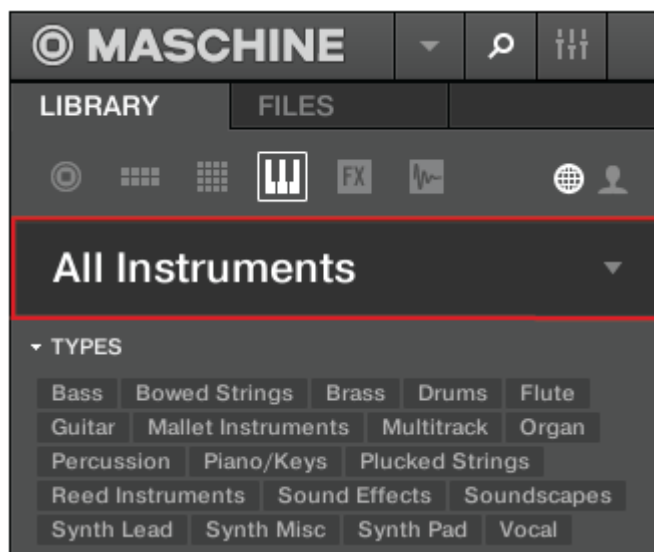 MASCHINE
LIBRARY FILES
FX
All Instruments
TYPES
Bass Bowed Strings Brass Drums Flute
Guitar Mallet Instruments Multitrack Organ
Percussion Piano/Keys Plucked Strings
Reed Instruments Sound Effects Soundscapes
Synth Lead Synth Misc Synth Pad Vocal